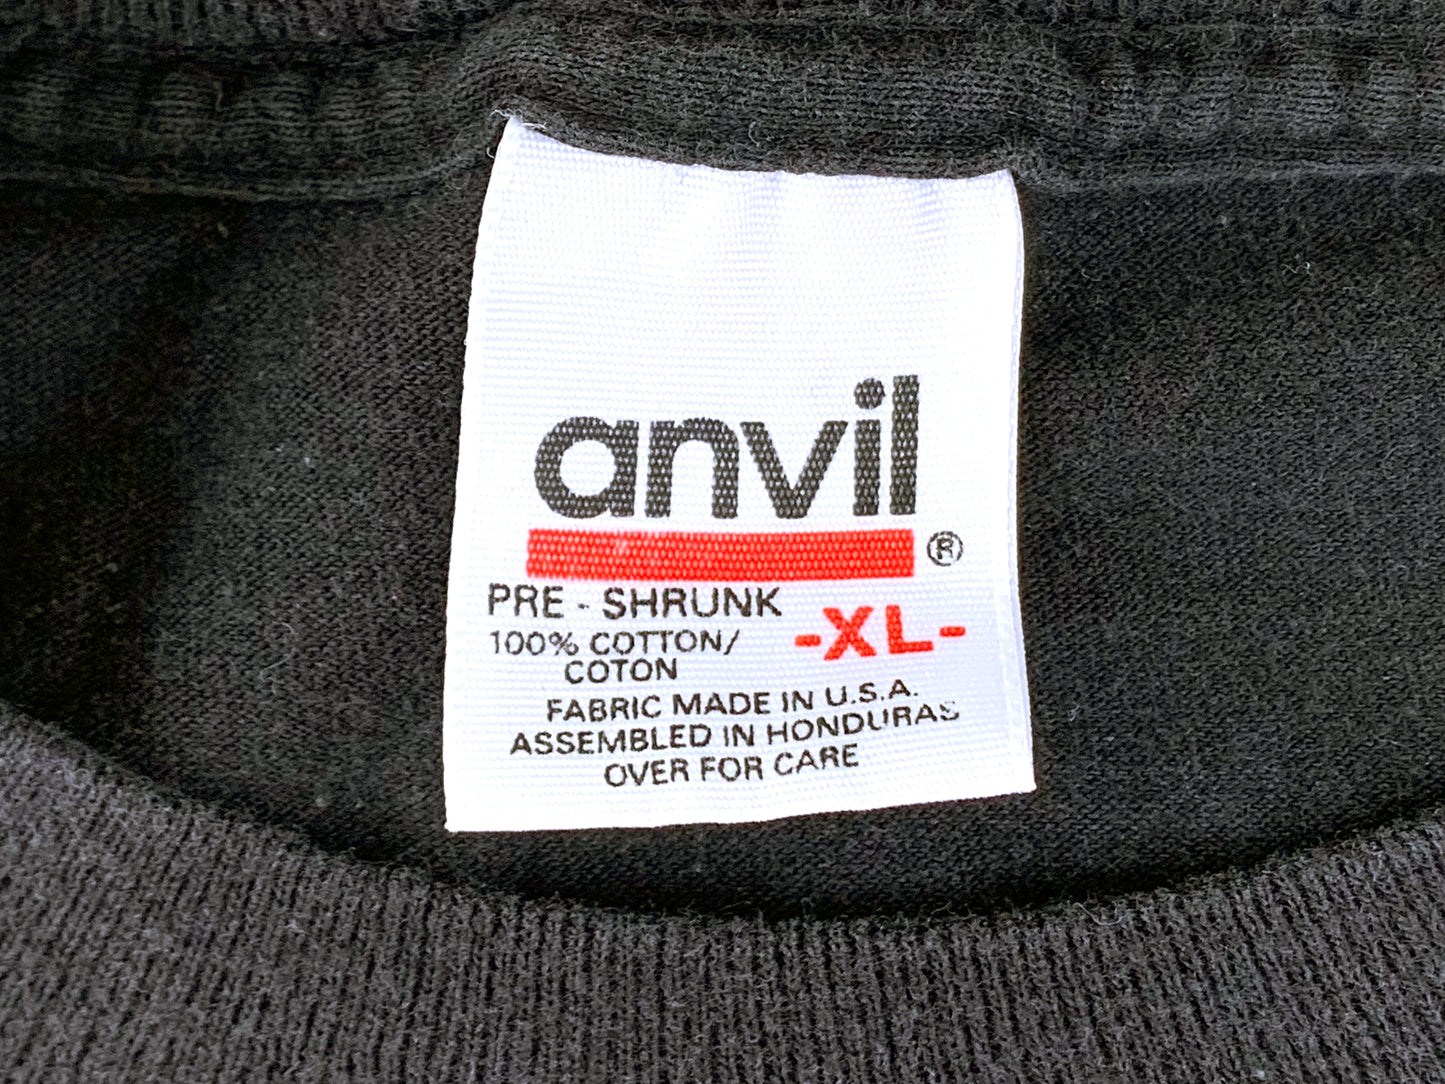 anvil
®
PRE - SHRUNK
-XL-
100% COTTON/
COTON
FABRIC MADE IN U.S.A.
ASSEMBLED IN HONDURAS
OVER FOR CARE